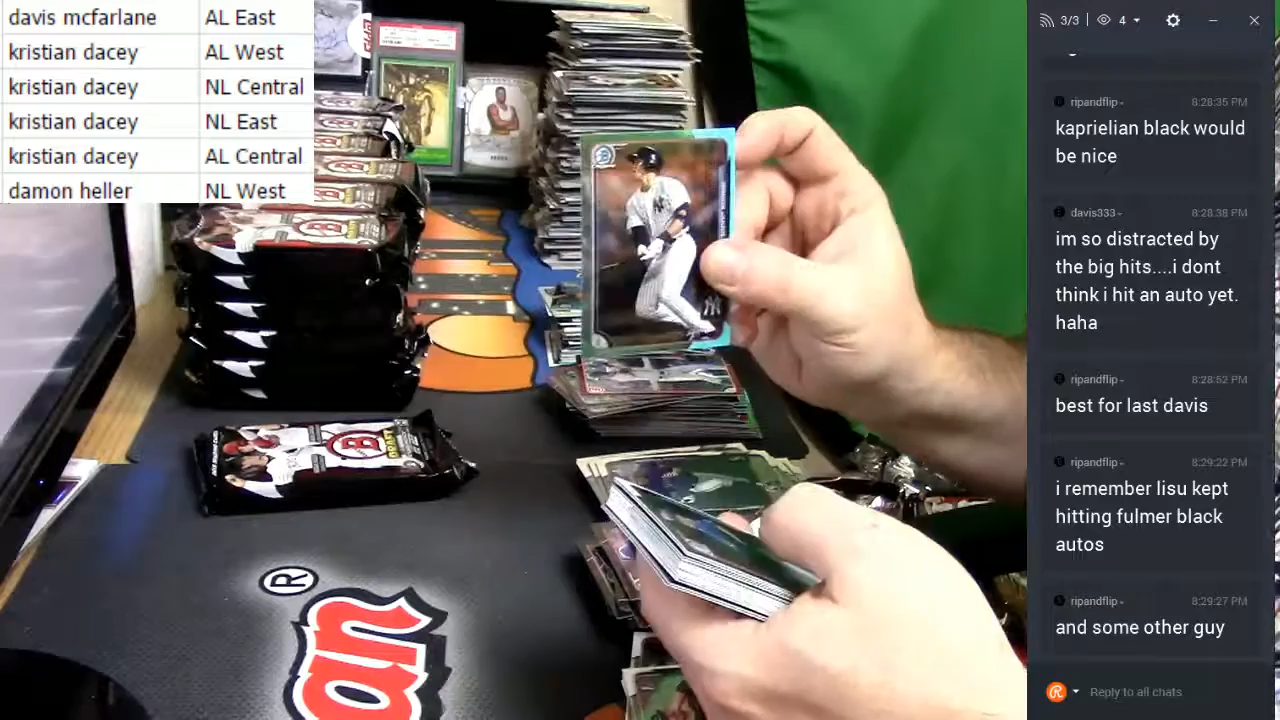 davis mcfarlane AL East
kristian dacey AL West
kristian dacey NL Central
kristian dacey NL East
kristian dacey AL Central
damon heller NL West
3/3 4
ripandflip 8:28:35 PM
kaprielian black would
be nice
davis333 8:28:38 PM
im so distracted by
the big hits....i dont
think i hit an auto yet.
haha
ripandflip 8:28:52 PM
best for last davis
ripandflip 8:29:22 PM
i remember lisu kept
hitting fulmer black
autos
ripandflip 8:29:27 PM
and some other guy
Reply to all chats
DRAFT
B
®
an